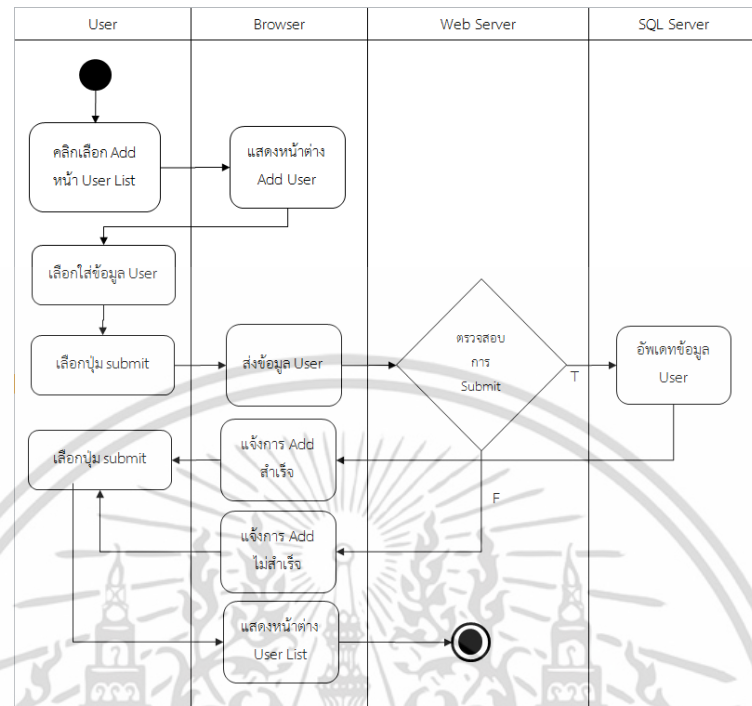 User
Browser
Web Server
SQL Server
คลิกเลือก Add
หน้า User List
แสดงหน้าต่าง
Add User
เลือกใส่ข้อมูล User
เลือกปุ่ม submit
ส่งข้อมูล User
ตรวจสอบ
การ
Submit
T
อัพเดทข้อมูล
User
เลือกปุ่ม submit
แจ้งการ Add
สำเร็จ
F
แจ้งการ Add
ไม่สำเร็จ
แสดงหน้าต่าง
User List